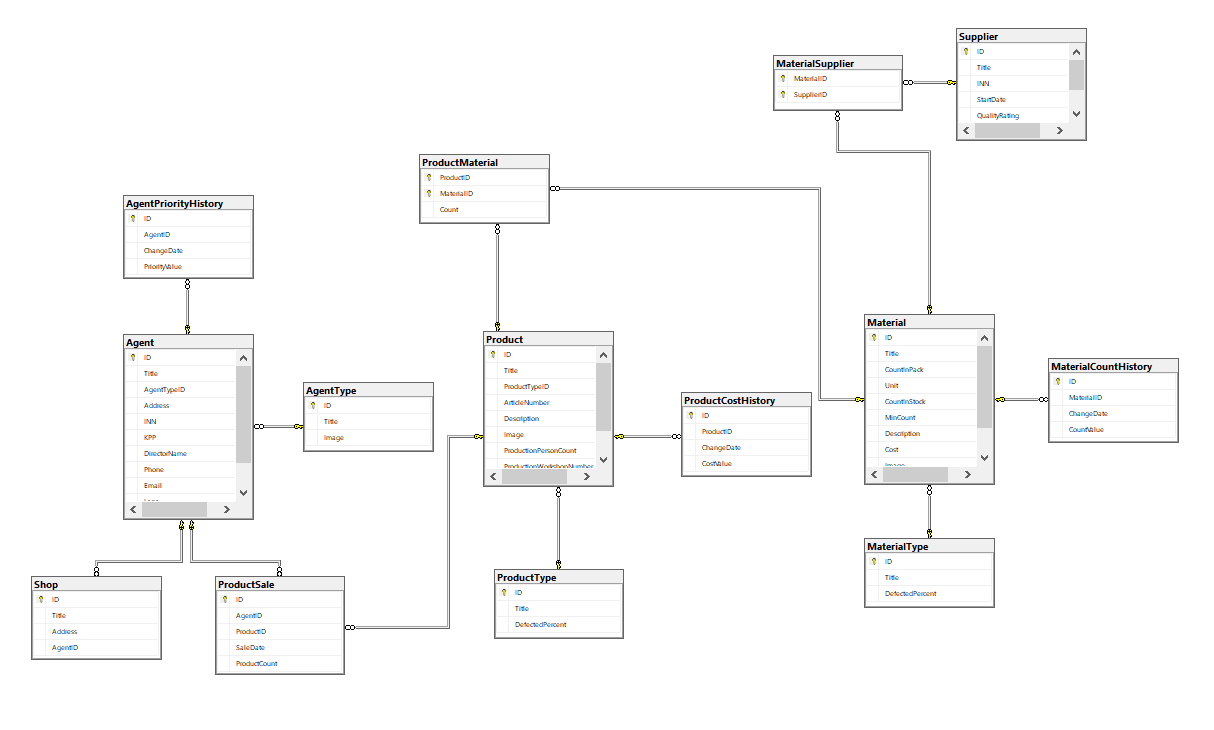 Supplier
ID
Title
INN
StartDate
QualityRating
MaterialSupplier
MaterialID
SupplierID
ProductMaterial
ProductID
MaterialID
Count
AgentPriorityHistory
ID
AgentID
ChangeDate
PriorityValue
Agent
ID
Title
AgentTypeID
Address
INN
KPP
DirectorName
Phone
Email
AgentType
ID
Title
Image
Product
ID
Title
ProductTypeID
ArticleNumber
Description
Image
ProductionPersonCount
ProductionWorkshopNumber
ProductCostHistory
ID
ProductID
ChangeDate
CostValue
Material
ID
Title
CountInPack
Unit
CountInStock
MinCount
Description
Cost
Image
MaterialCountHistory
ID
MaterialID
ChangeDate
CountValue
MaterialType
ID
Title
DefectedPercent
ProductType
ID
Title
DefectedPercent
Shop
ID
Title
Address
AgentID
ProductSale
ID
AgentID
ProductID
SaleDate
ProductCount